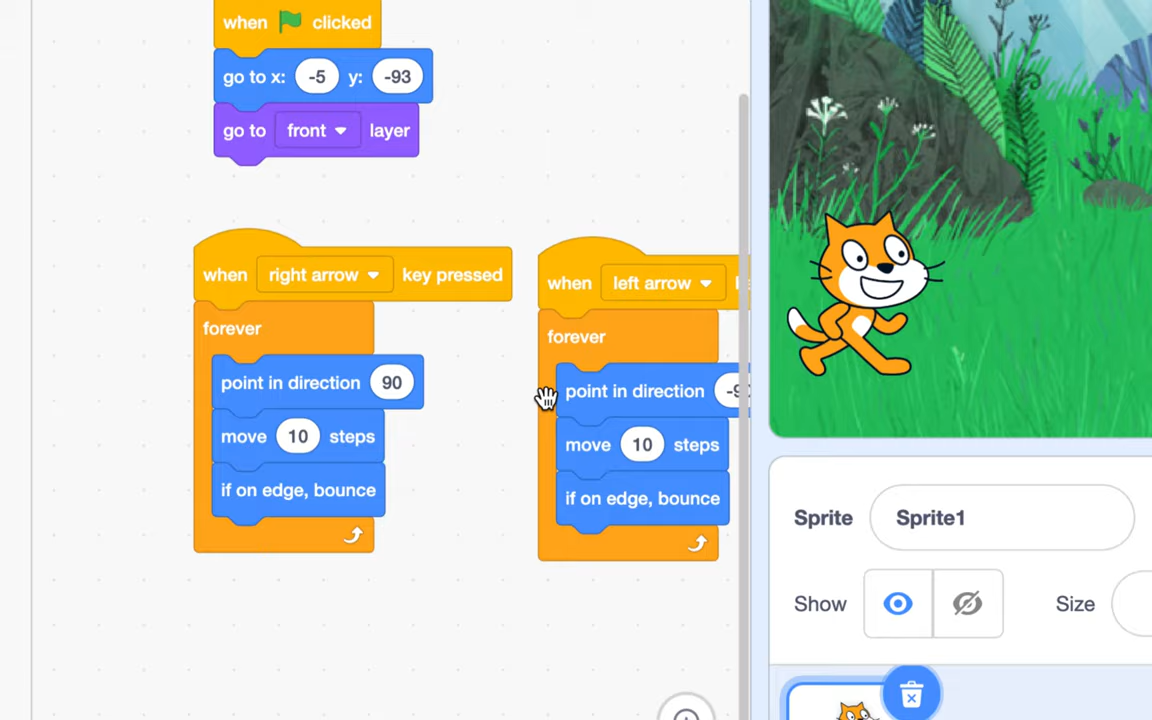 when clicked
go to x: -5 y: -93
go to front layer
when right arrow key pressed
forever
point in direction 90
move 10 steps
if on edge, bounce
when left arrow
forever
point in direction
move 10 steps
if on edge, bounce
Sprite Sprite1
Show Size